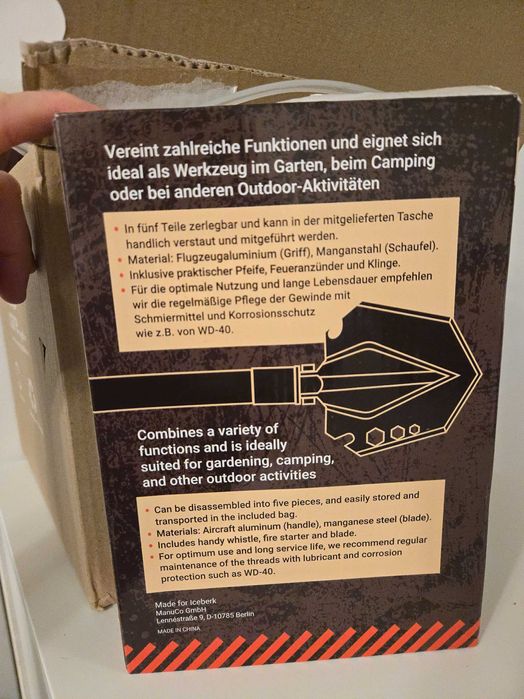 Vereint zahlreiche Funktionen und eignet sich
ideal als Werkzeug im Garten, beim Camping
oder bei anderen Outdoor-Aktivitäten
• In fünf Teile zerlegbar und kann in der mitgelieferten Tasche
handlich verstaut und mitgeführt werden.
• Material: Flugzeugaluminium (Griff), Manganstahl (Schaufel).
• Inklusive praktischer Pfeife, Feueranzünder und Klinge.
• Für die optimale Nutzung und lange Lebensdauer empfehlen
wir die regelmäßige Pflege der Gewinde mit
Schmiermittel und Korrosionsschutz
wie z.B. von WD-40.
Combines a variety of
functions and is ideally
suited for gardening, camping,
and other outdoor activities
• Can be disassembled into five pieces, and easily stored and
transported in the included bag.
• Materials: Aircraft aluminum (handle), manganese steel (blade).
• Includes handy whistle, fire starter and blade.
• For optimum use and long service life, we recommend regular
maintenance of the threads with lubricant and corrosion
protection such as WD-40.
Made for Iceberk
ManuCo GmbH
Lennéstraße 9, D-10785 Berlin
MADE IN CHINA